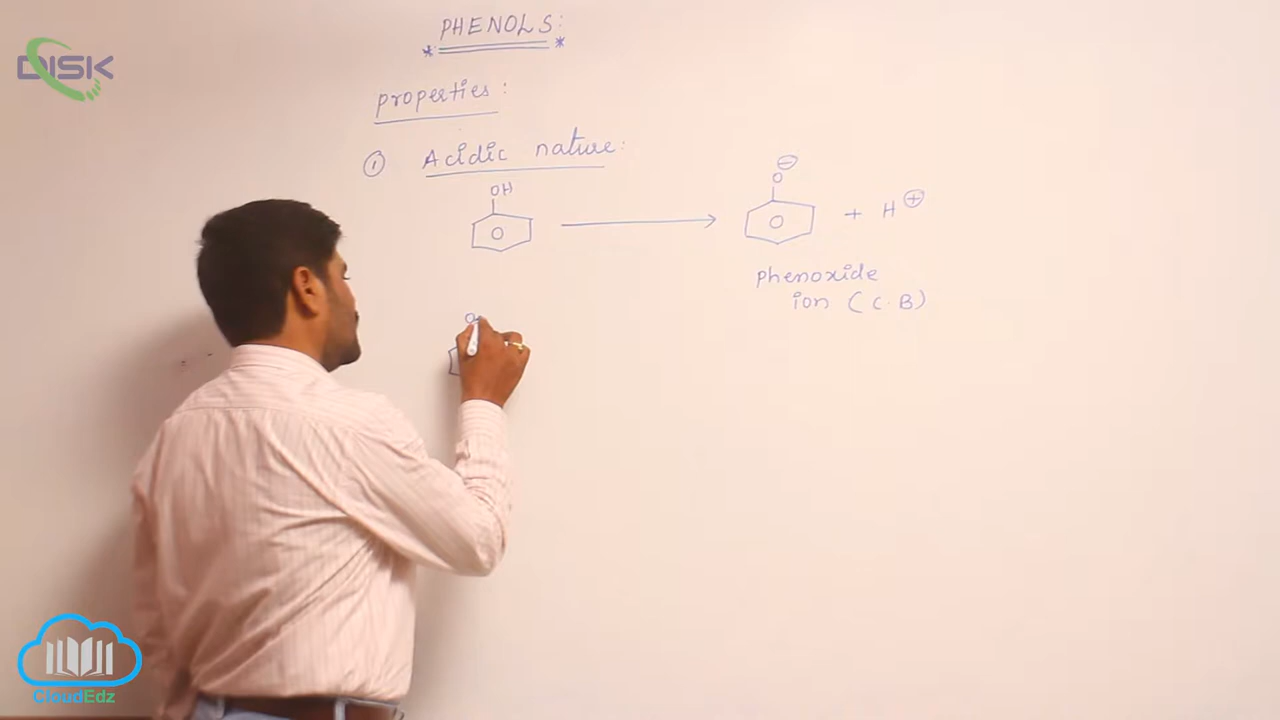 DISK
PHENOLS:
properties:
① Acidic nature:
OH
O ⊖
+ H ⊕
phenoxide
ion (C.B)
CloudEdz